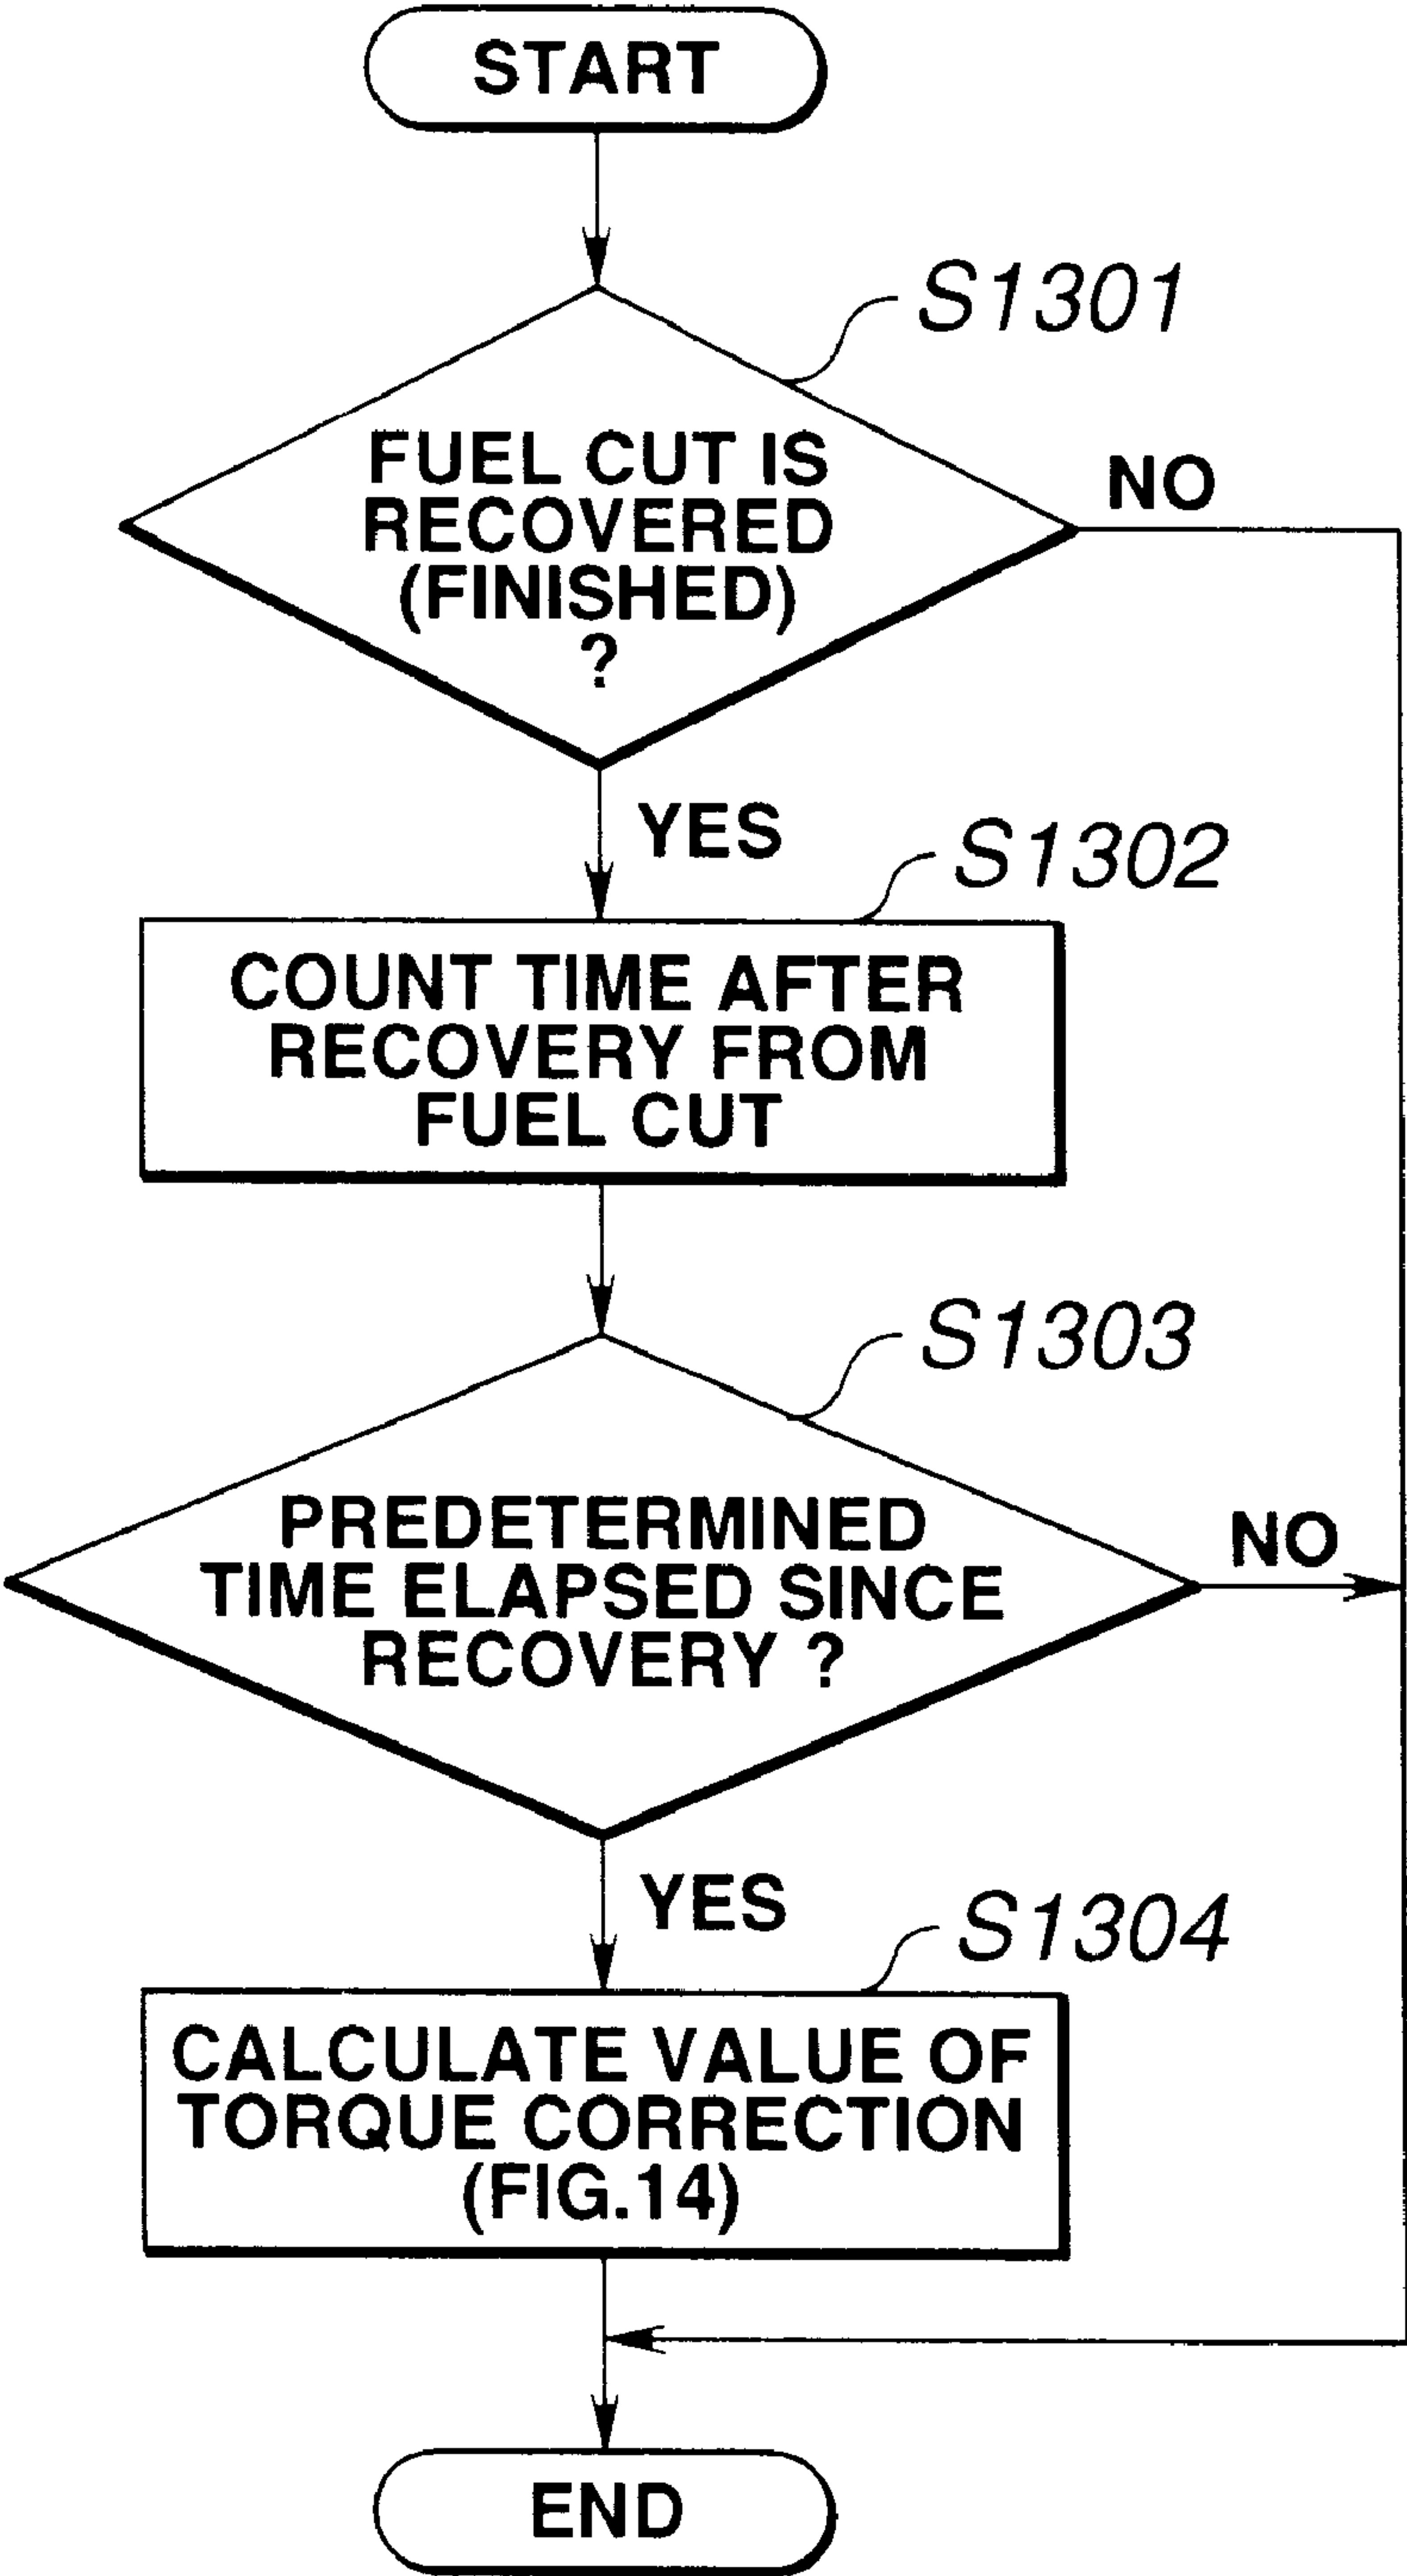 START
S1301
FUEL CUT IS
RECOVERED
(FINISHED)
?
NO
YES
S1302
COUNT TIME AFTER
RECOVERY FROM
FUEL CUT
S1303
PREDETERMINED
TIME ELAPSED SINCE
RECOVERY ?
NO
YES
S1304
CALCULATE VALUE OF
TORQUE CORRECTION
(FIG.14)
END